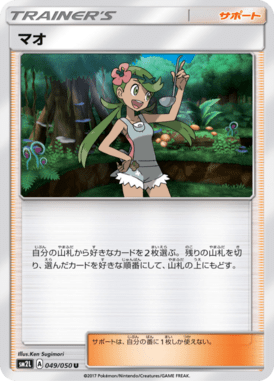 TRAINER'S
サポート
マオ
自分の山札から好きなカードを2枚選ぶ。残りの山札を切
り、選んだカードを好きな順番にして、山札の上にもどす。
サポートは、自分の番に1枚しか使えない。
Illus.Ken Sugimori
SM2L A 049/050 U
©2017 Pokémon/Nintendo/Creatures/GAME FREAK.